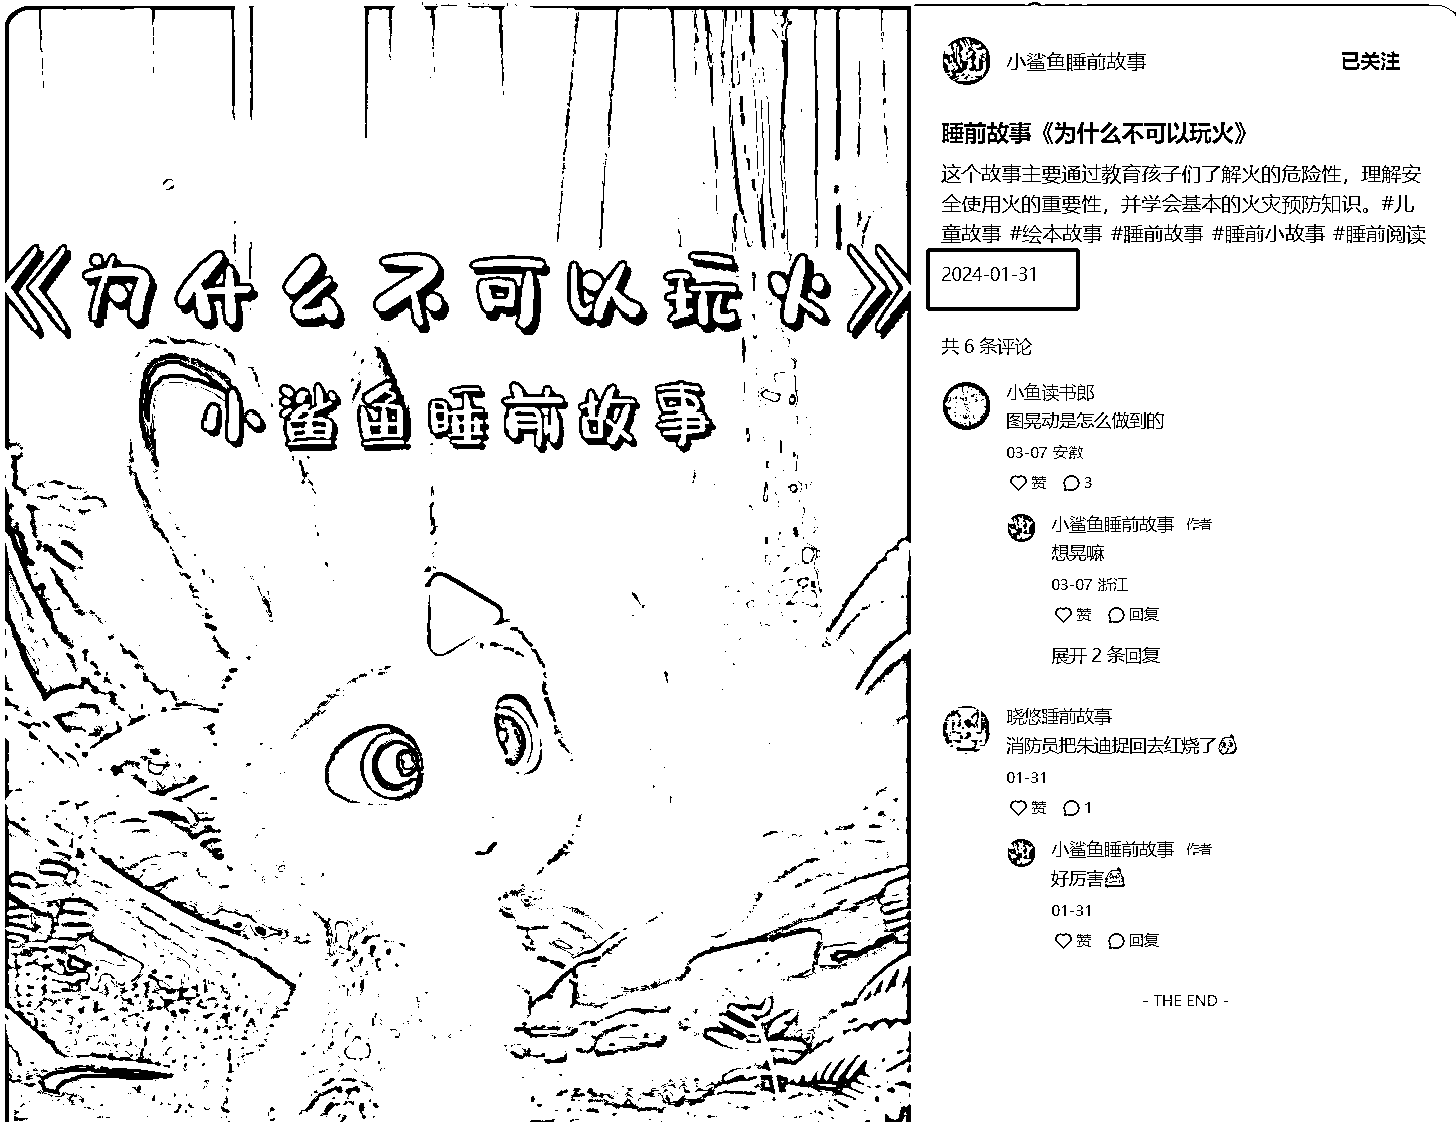 《为什么不可以玩火》
小鲨鱼睡前故事
小鲨鱼睡前故事
已关注
睡前故事《为什么不可以玩火》
这个故事主要通过教育孩子们了解火的危险性，理解安
全使用火的重要性，并学会基本的火灾预防知识。#儿
童故事 #绘本故事 #睡前故事 #睡前小故事 #睡前阅读
2024-01-31
共 6 条评论
小鱼读书郎
图晃动是怎么做到的
03-07 安徽
赞 3
小鲨鱼睡前故事 作者
想晃嘛
03-07 浙江
赞 回复
展开 2 条回复
晓悠睡前故事
消防员把朱迪捉回去红烧了
01-31
赞 1
小鲨鱼睡前故事 作者
好厉害
01-31
赞 回复
- THE END -